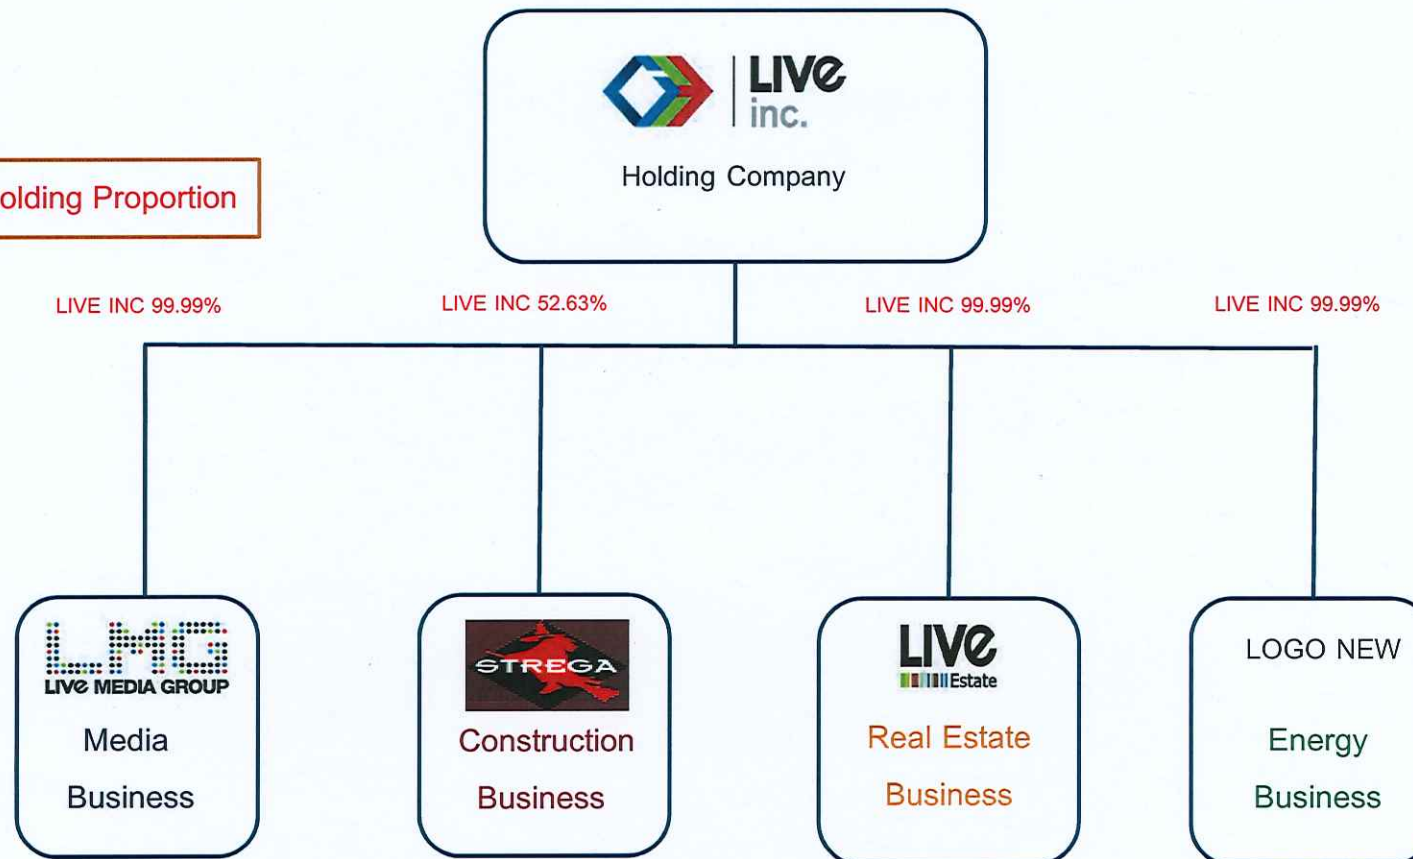 LIVE
inc.
Holding Company
olding Proportion
LIVE INC 99.99%
LIVE INC 52.63%
LIVE INC 99.99%
LIVE INC 99.99%
LMG
LIVE MEDIA GROUP
Media
Business
STREGA
Construction
Business
LIVE
Estate
Real Estate
Business
LOGO NEW
Energy
Business